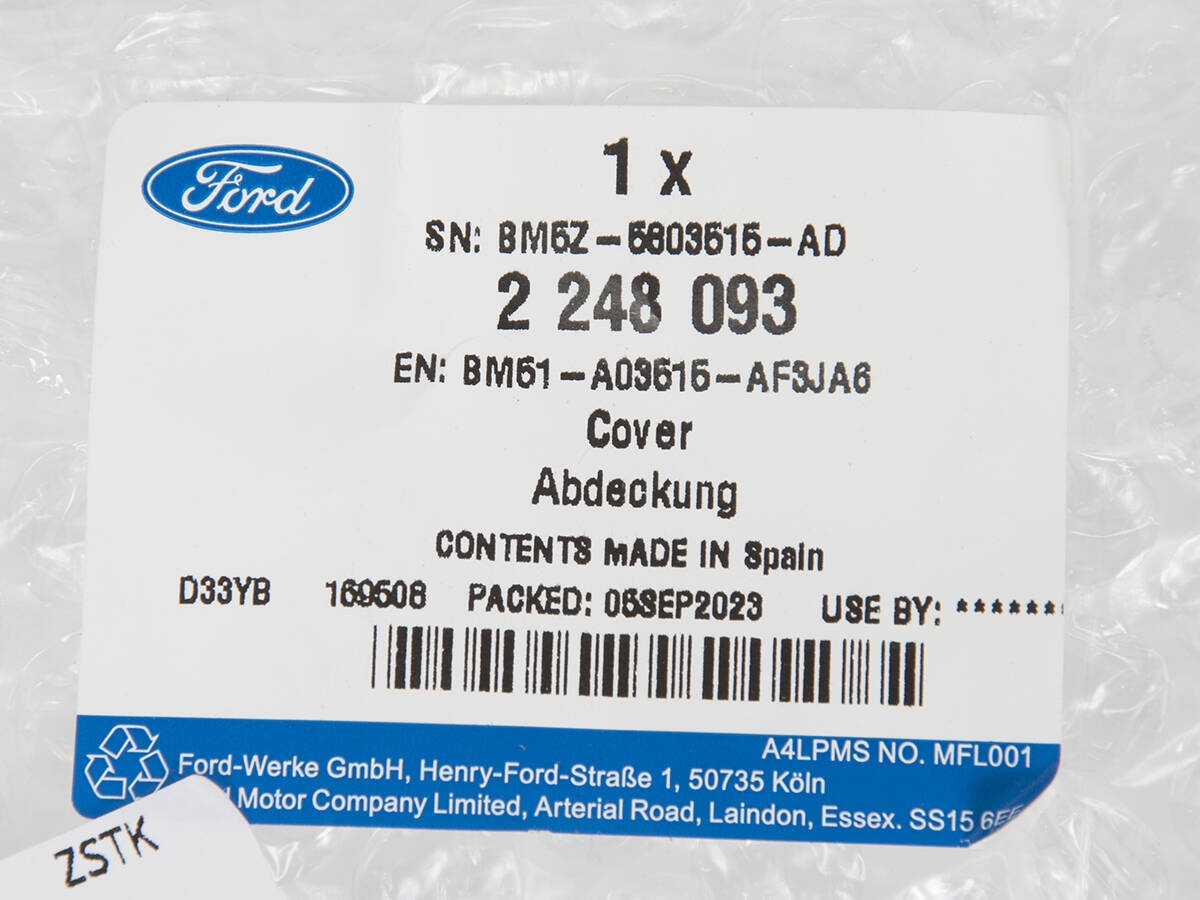 Ford
1 x
SN: BM5Z-5803515-AD
2 248 093
EN: BM51-A03515-AF3JA6
Cover
Abdeckung
CONTENTS MADE IN Spain
D33YB 169508 PACKED: 05SEP2023 USE BY: *******
A4LPMS NO. MFL001
Ford-Werke GmbH, Henry-Ford-Straße 1, 50735 Köln
Motor Company Limited, Arterial Road, Laindon, Essex. SS15
ZSTK